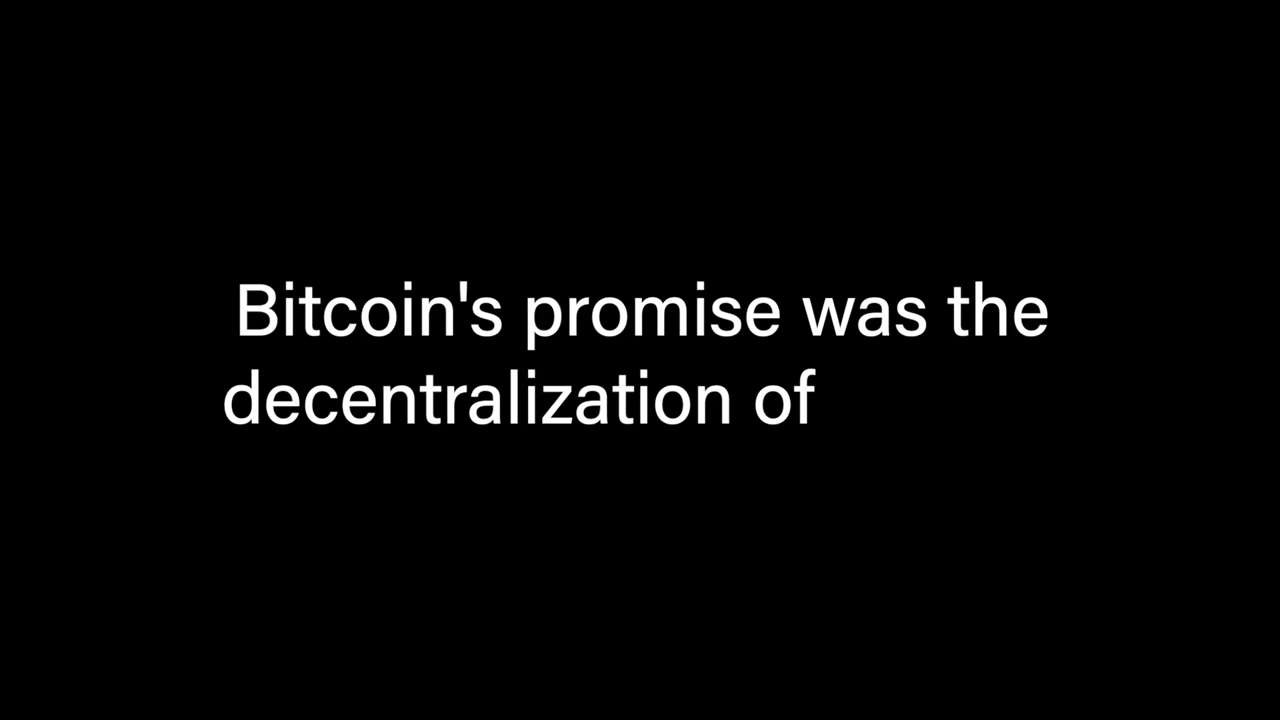 Bitcoin's promise was the
decentralization of